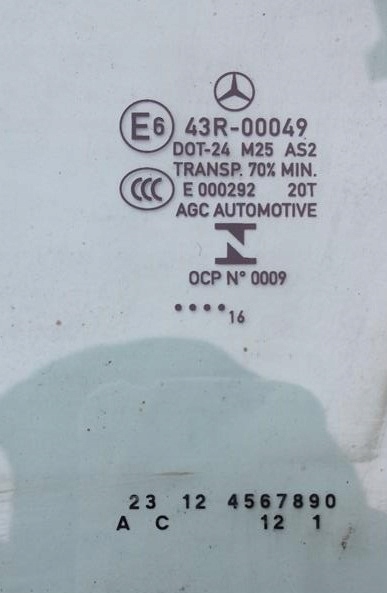 E6 43R-00049
DOT-24 M25 AS2
TRANSP. 70% MIN.
CCC E 000292 20T
AGC AUTOMOTIVE
N
OCP N° 0009
•••• 16
23 12 4567890
A C 12 1